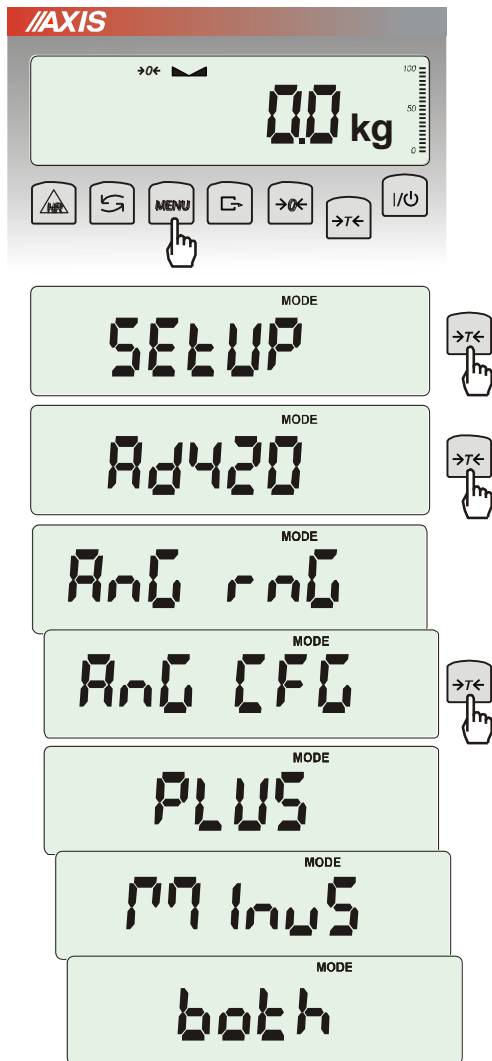 //AXIS
→0← 100
50
0.0 kg
0
HR MENU →0← →T← I/⏻
MODE
SEtUP
→T←
MODE
Ad420
→T←
MODE
AnG rnG
MODE
AnG CFG
→T←
MODE
PLUS
MODE
MInuS
MODE
both